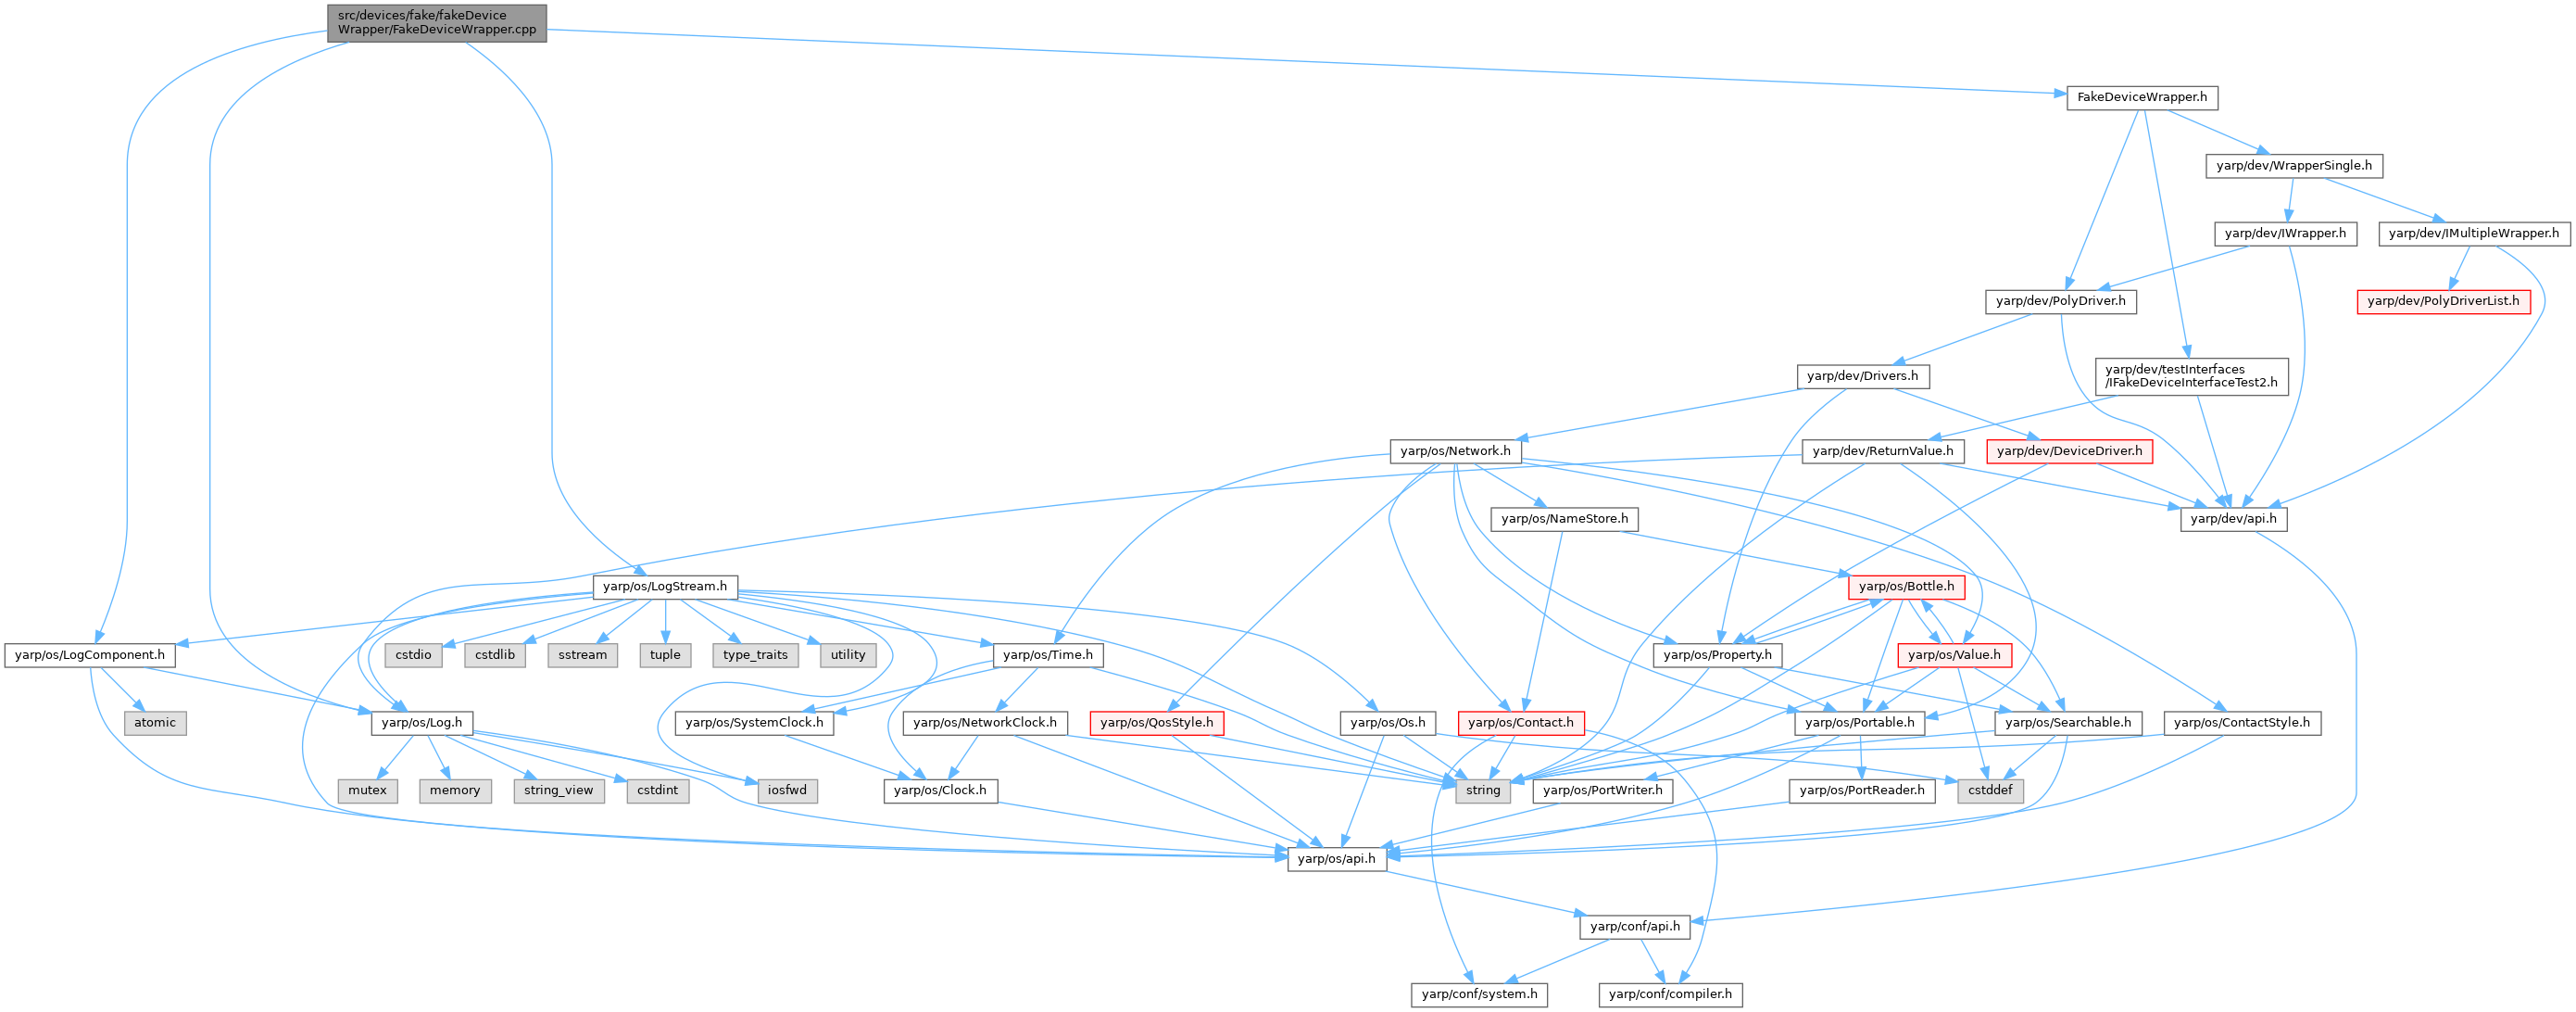 src/devices/fake/fakeDevice
Wrapper/FakeDeviceWrapper.cpp
FakeDeviceWrapper.h
yarp/dev/WrapperSingle.h
yarp/dev/IWrapper.h
yarp/dev/IMultipleWrapper.h
yarp/dev/PolyDriver.h
yarp/dev/PolyDriverList.h
yarp/dev/Drivers.h
yarp/dev/testInterfaces
/IFakeDeviceInterfaceTest2.h
yarp/os/Network.h
yarp/dev/ReturnValue.h
yarp/dev/DeviceDriver.h
yarp/os/NameStore.h
yarp/dev/api.h
yarp/os/LogStream.h
yarp/os/Bottle.h
yarp/os/LogComponent.h
cstdio
cstdlib
sstream
tuple
type_traits
utility
yarp/os/Time.h
yarp/os/Property.h
yarp/os/Value.h
atomic
yarp/os/Log.h
yarp/os/SystemClock.h
yarp/os/NetworkClock.h
yarp/os/QosStyle.h
yarp/os/Os.h
yarp/os/Contact.h
yarp/os/Portable.h
yarp/os/Searchable.h
yarp/os/ContactStyle.h
mutex
memory
string_view
cstdint
iosfwd
yarp/os/Clock.h
string
yarp/os/PortWriter.h
yarp/os/PortReader.h
cstddef
yarp/os/api.h
yarp/conf/api.h
yarp/conf/system.h
yarp/conf/compiler.h